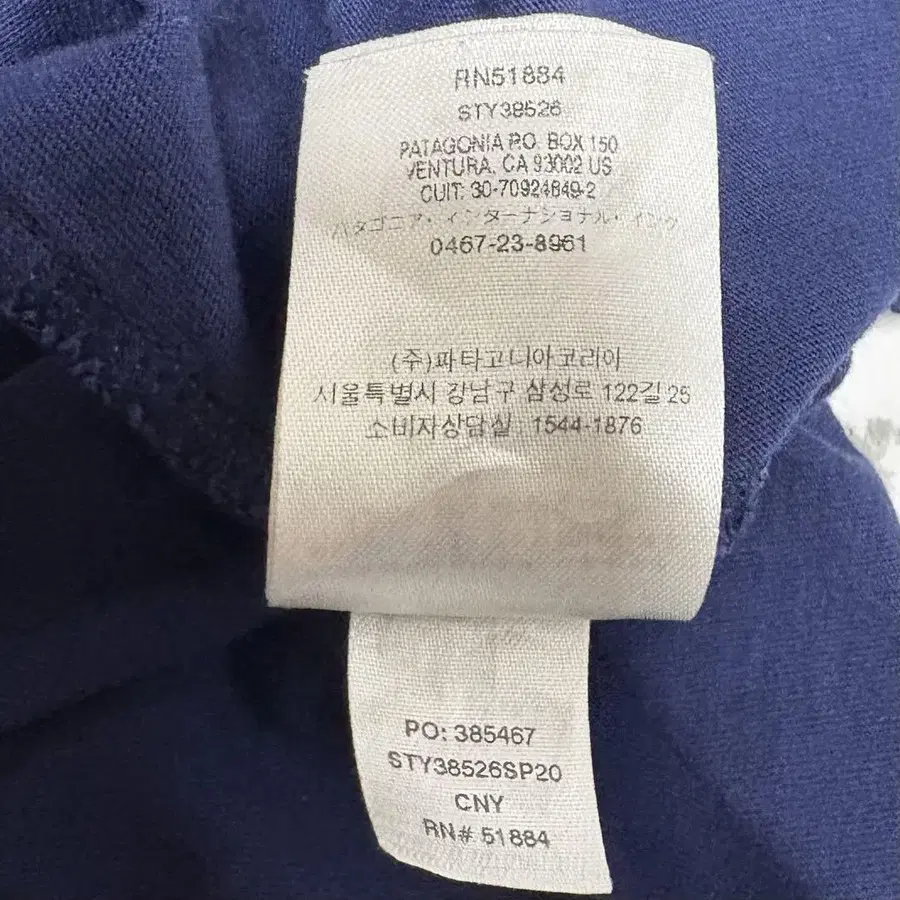 RN51884
STY38526
PATAGONIA P.O. BOX 150
VENTURA, CA 93002 US
CUIT: 30-70924849-2
パタゴニア・インターナショナル・インク
0467-23-8961
(주)파타고니아코리아
서울특별시 강남구 삼성로 122길 25
소비자상담실 : 1544-1876
PO: 385467
STY38526SP20
CNY
RN# 51884